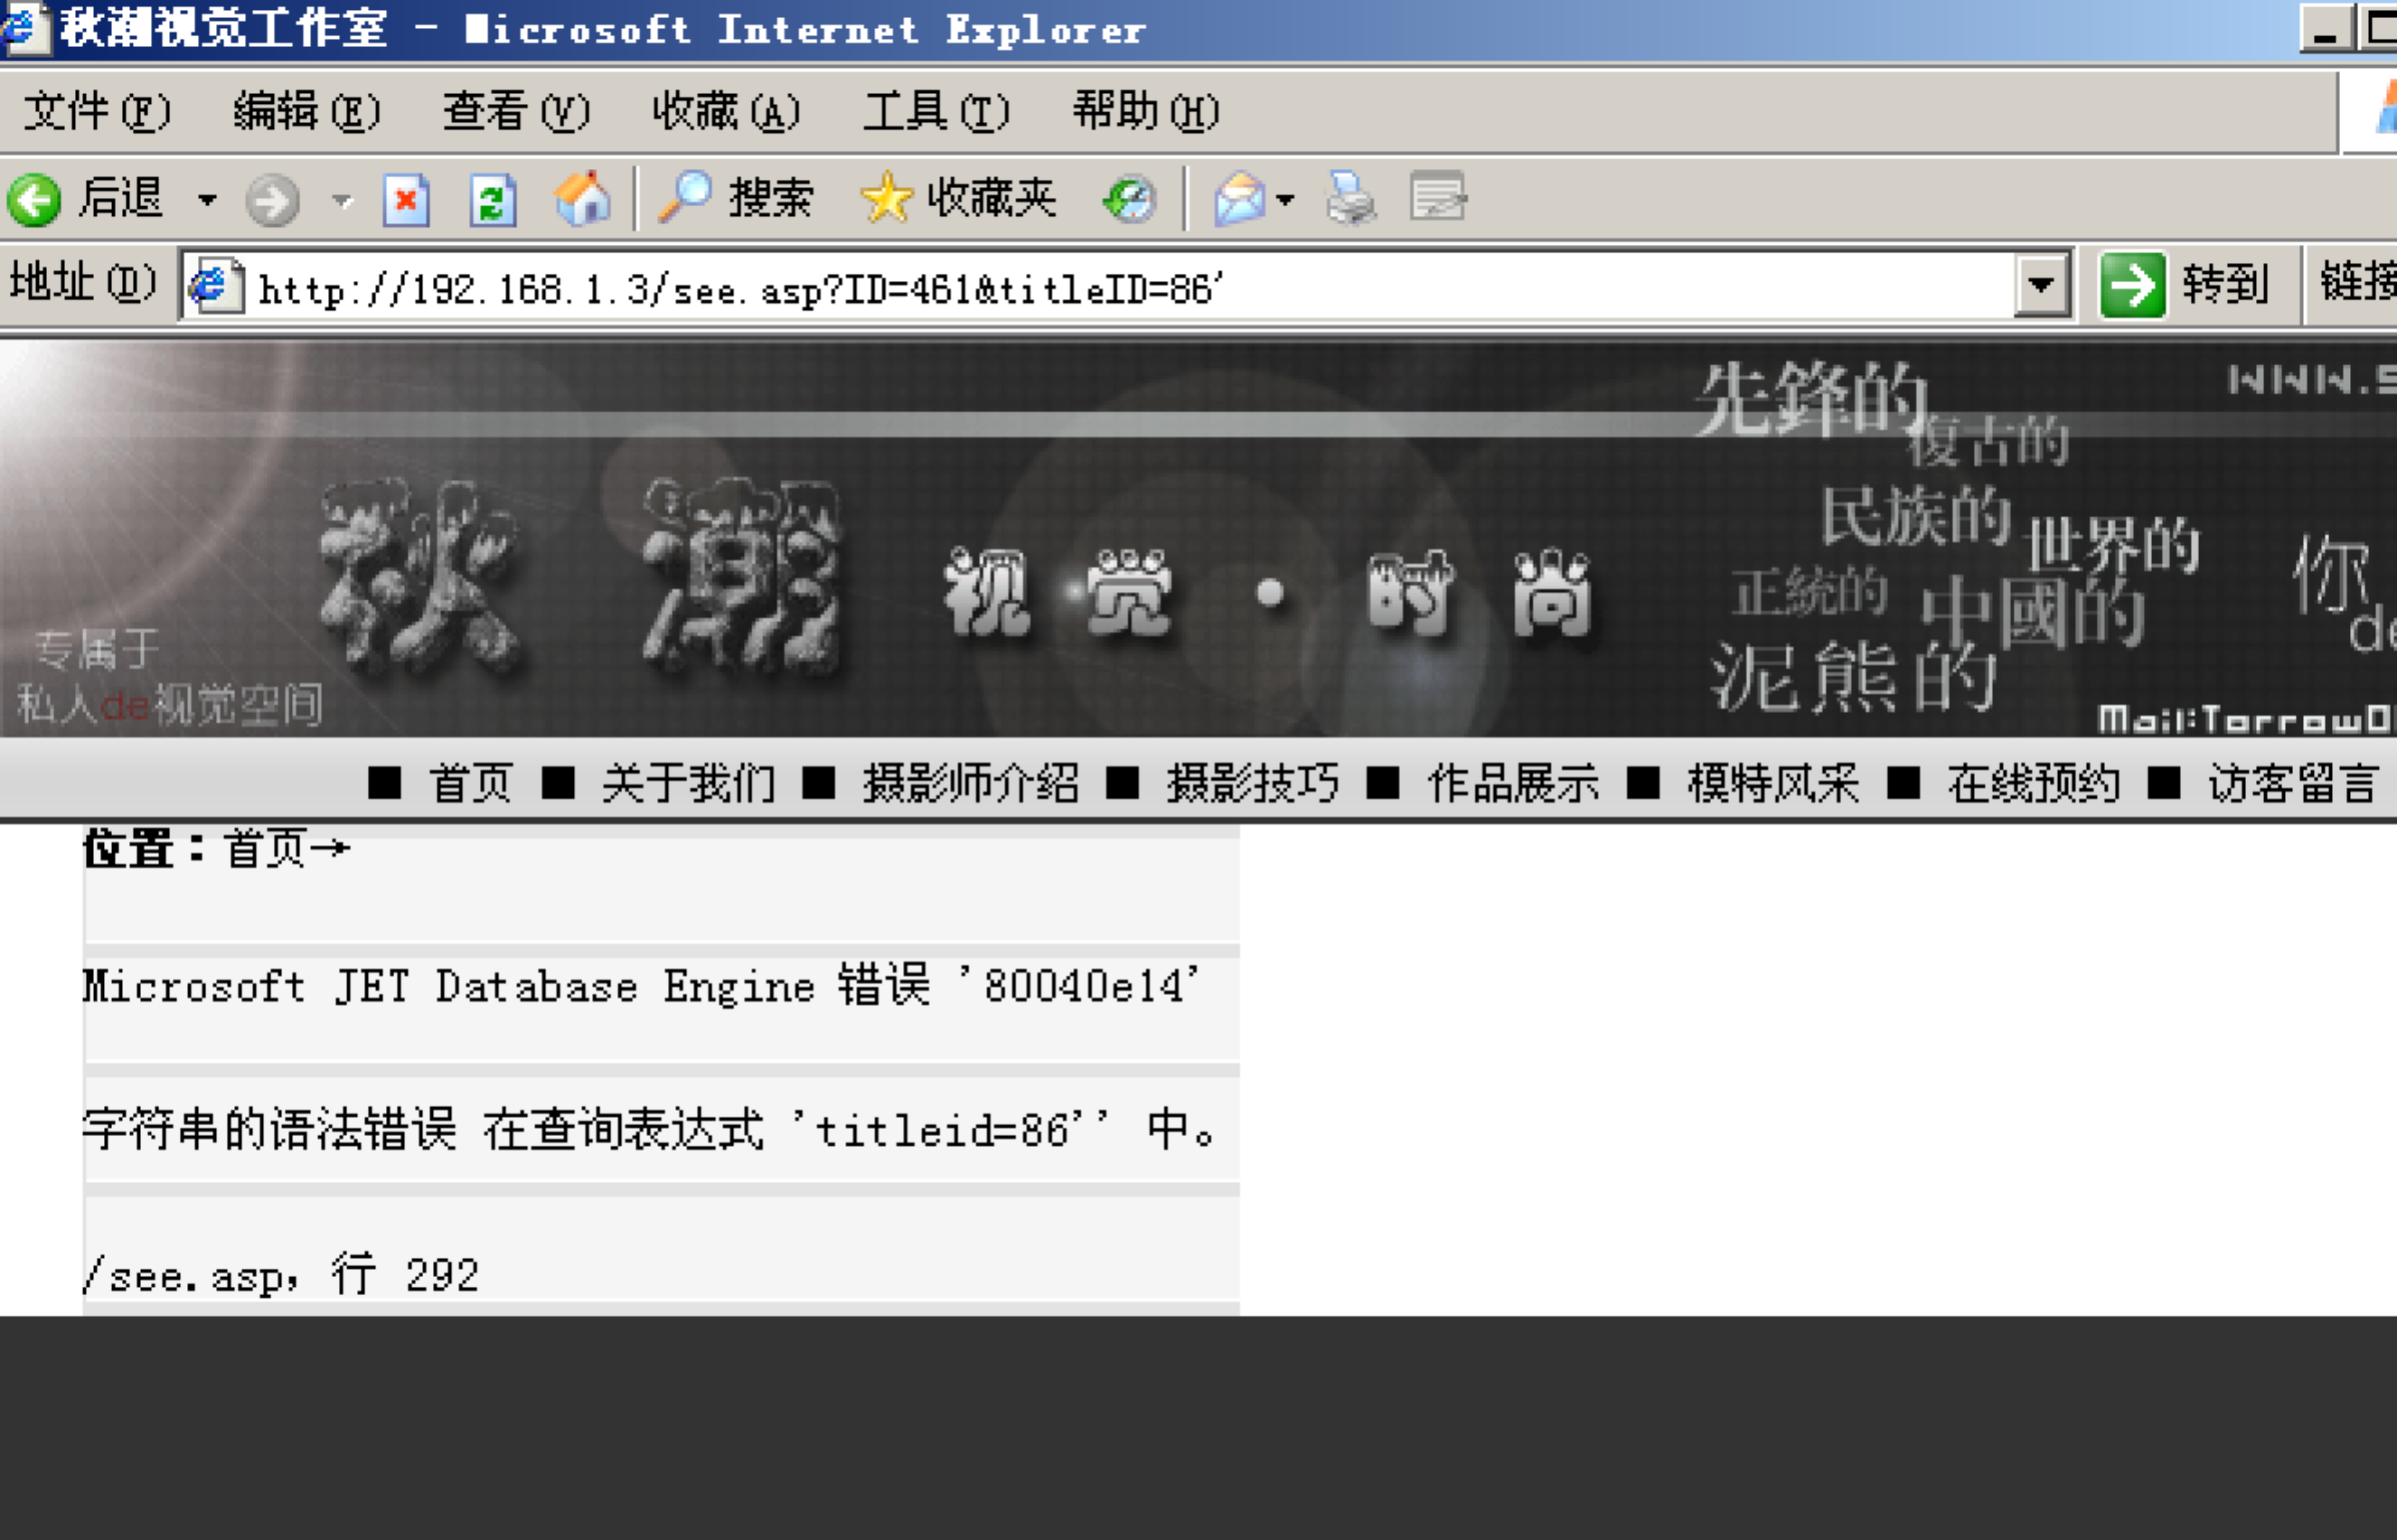 秋潮视觉工作室 - Microsoft Internet Explorer
文件(F) 编辑(E) 查看(V) 收藏(A) 工具(T) 帮助(H)
后退 搜索 收藏夹
地址(D) http://192.168.1.3/see.asp?ID=461&titleID=86' 转到 链接
先鋒的 WWW.S
復古的
秋潮 视觉·时尚
民族的 世界的 你
正統的 中國的 de
专属于
泥熊的
私人de视觉空间
Mail:Tarrow
■ 首页 ■ 关于我们 ■ 摄影师介绍 ■ 摄影技巧 ■ 作品展示 ■ 模特风采 ■ 在线预约 ■ 访客留言
位置：首页→
Microsoft JET Database Engine 错误 '80040e14'
字符串的语法错误 在查询表达式 'titleid=86'' 中。
/see.asp，行 292